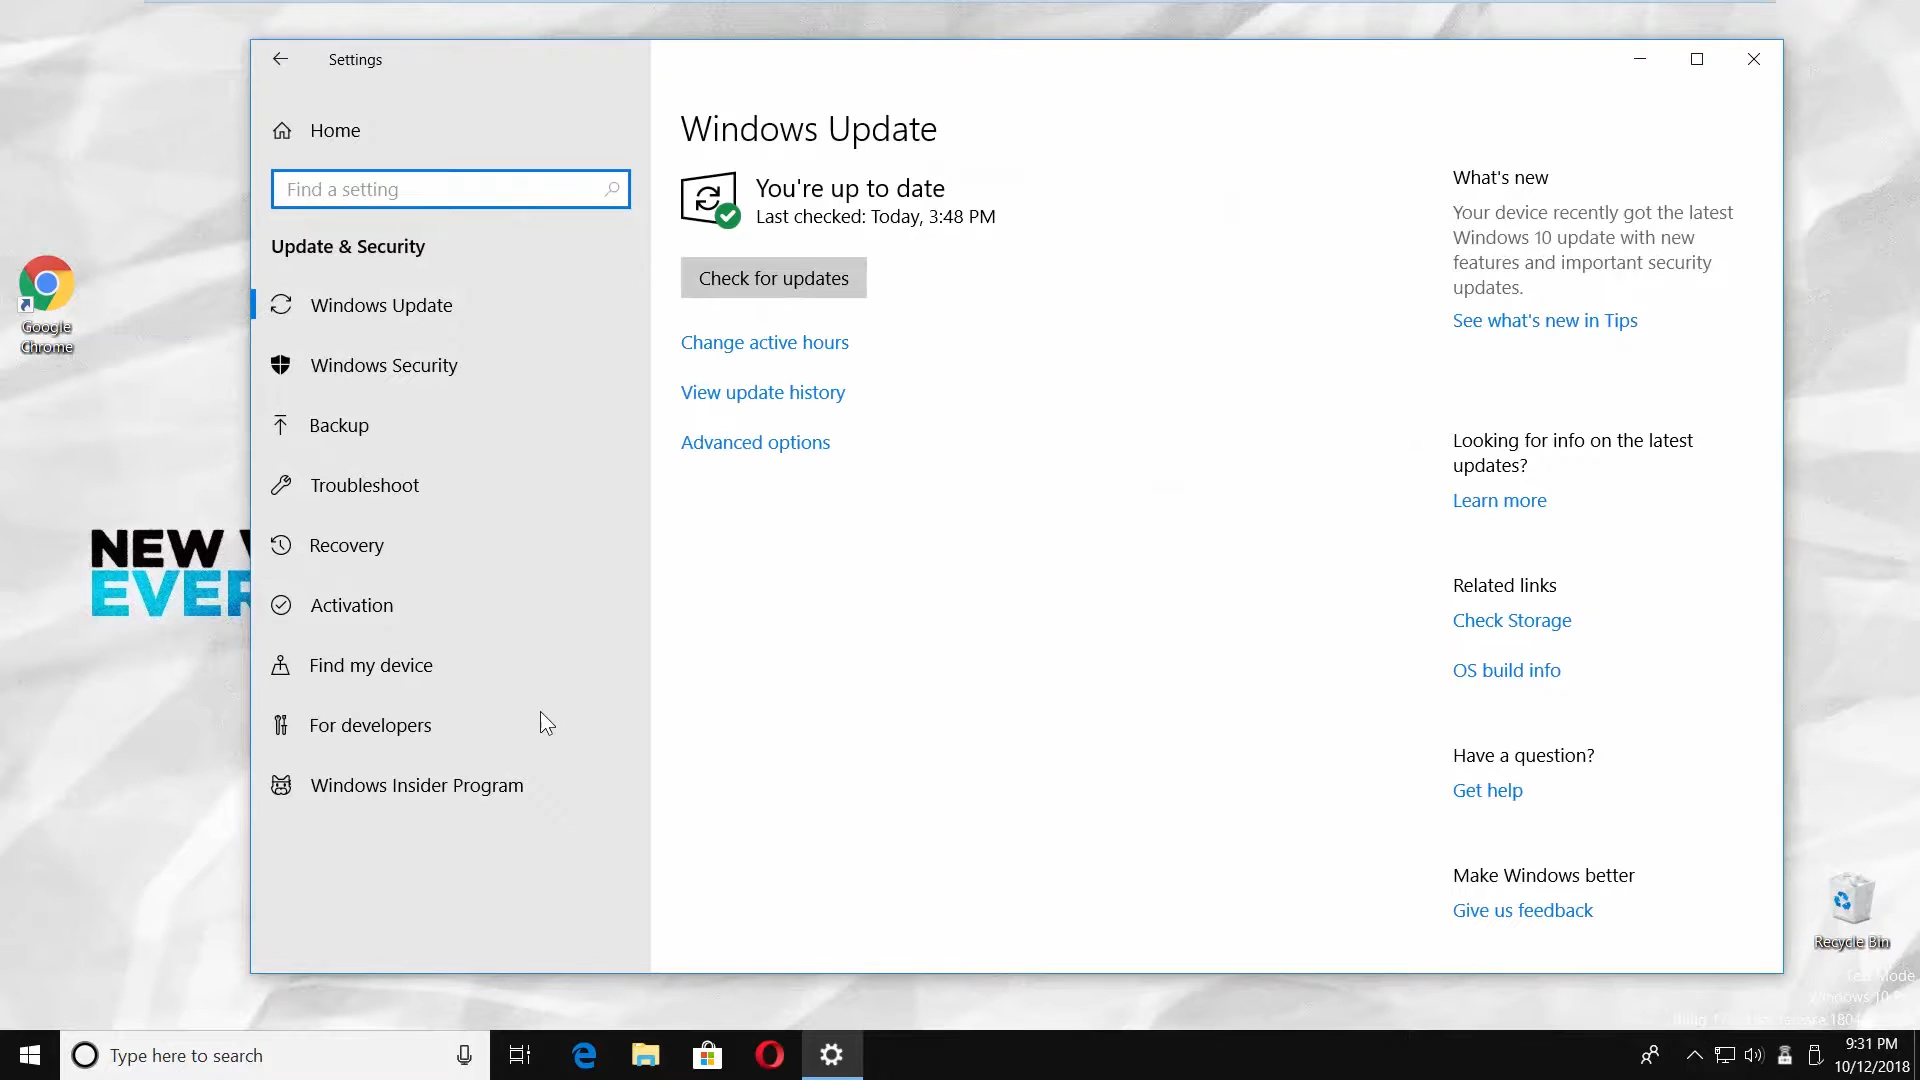 Settings
Home
Find a setting
Update & Security
Windows Update
Windows Security
Backup
Troubleshoot
Recovery
Activation
Find my device
For developers
Windows Insider Program
Windows Update
You're up to date
Last checked: Today, 3:48 PM
Check for updates
Change active hours
View update history
Advanced options
What's new
Your device recently got the latest
Windows 10 update with new
features and important security
updates.
See what's new in Tips
Looking for info on the latest
updates?
Learn more
Related links
Check Storage
OS build info
Have a question?
Get help
Make Windows better
Give us feedback
Google
Chrome
NEW
EVER
Recycle Bin
Test Mode
Windows 10
Type here to search
9:31 PM
10/12/2018